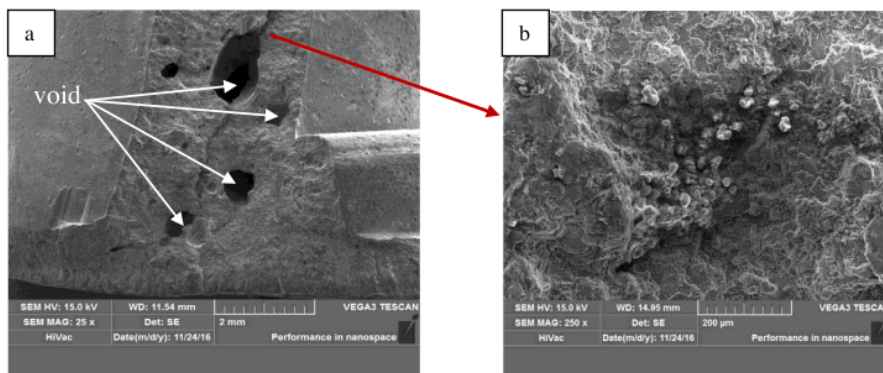 a
b
void
SEM HV: 15.0 kV
WD: 11.54 mm
VEGA3 TESCAN
SEM MAG: 25 x
Det: SE
2 mm
HiVac
Date(m/d/y): 11/24/16
Performance in nanospace
SEM HV: 15.0 kV
WD: 14.95 mm
VEGA3 TESCAN
SEM MAG: 250 x
Det: SE
200 µm
HiVac
Date(m/d/y): 11/24/16
Performance in nanospace